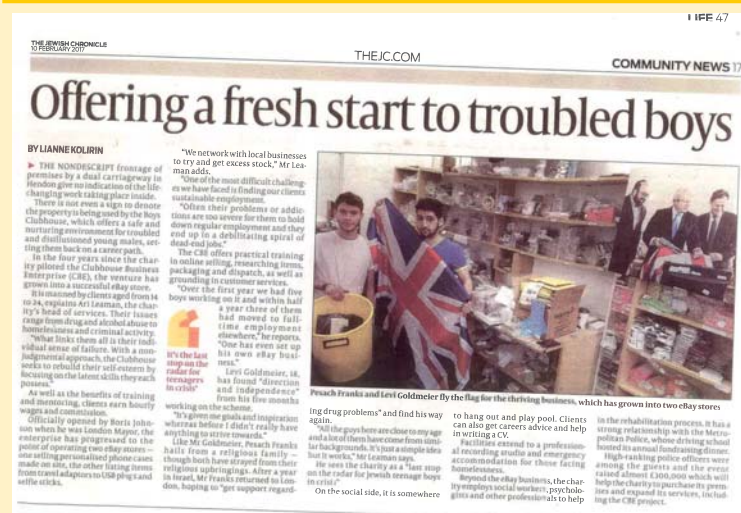 LIFE 47
THE JEWISH CHRONICLE
10 FEBRUARY 2017
THEJC.COM
COMMUNITY NEWS 17
Offering a fresh start to troubled boys
BY LIANNE KOLIRIN
THE NONDESCRIPT frontage of
premises by a dual carriageway in
Hendon give no indication of the life-
changing work taking place inside.
There is not even a sign to denote
the property is being used by the Boys
Clubhouse, which offers a safe and
nurturing environment for troubled
and disillusioned young males, set-
ting them back on a career path.
In the four years since the char-
ity piloted the Clubhouse Business
Enterprise (CBE), the venture has
grown into a successful eBay store.
It is manned by clients aged from 14
to 24, explains Ari Leaman, the char-
ity's head of services. Their issues
range from drug and alcohol abuse to
homelessness and criminal activity.
"What links them all is their indi-
vidual sense of failure. With a non-
judgmental approach, the Clubhouse
seeks to rebuild their self-esteem by
focusing on the latent skills they each
possess."
As well as the benefits of training
and mentoring, clients earn hourly
wages and commission.
Officially opened by Boris John-
son when he was London Mayor, the
enterprise has progressed to the
point of operating two eBay stores —
one selling personalised phone cases
made on site, the other listing items
from travel adaptors to USB plugs and
selfie sticks.
"We network with local businesses
to try and get excess stock," Mr Lea-
man adds.
"One of the most difficult challeng-
es we have faced is finding our clients
sustainable employment.
"Often their problems or addic-
tions are too severe for them to hold
down regular employment and they
end up in a debilitating spiral of
dead-end jobs."
The CBE offers practical training
in online selling, researching items,
packaging and dispatch, as well as
grounding in customer services.
"Over the first year we had five
boys working on it and within half
a year three of them
had moved to full-
time employment
elsewhere," he reports.
"One has even set up
his own eBay busi-
ness."
Levi Goldmeier, 18,
has found "direction
and independence"
from his five months
working on the scheme.
"It's given me goals and inspiration
whereas before I didn't really have
anything to strive towards."
Like Mr Goldmeier, Pesach Franks
hails from a religious family —
though both have strayed from their
religious upbringings. After a year
in Israel, Mr Franks returned to Lon-
don, hoping to "get support regard-
It's the last
stop on the
radar for
teenagers
in crisis"
Pesach Franks and Levi Goldmeier fly the flag for the thriving business, which has grown into two eBay stores
ing drug problems" and find his way
again.
"All the guys here are close to my age
and a lot of them have come from simi-
lar backgrounds. It's just a simple idea
but it works," Mr Leaman says.
He sees the charity as a "last stop
on the radar for Jewish teenage boys
in crisis"
On the social side, it is somewhere
to hang out and play pool. Clients
can also get careers advice and help
in writing a CV.
Facilities extend to a profession-
al recording studio and emergency
accommodation for those facing
homelessness.
Beyond the eBay business, the char-
ity employs social workers, psycholo-
gists and other professionals to help
in the rehabilitation process. It has a
strong relationship with the Metro-
politan Police, whose driving school
hosted its annual fundraising dinner.
High-ranking police officers were
among the guests and the event
raised almost £300,000 which will
help the charity to purchase its prem-
ises and expand its services, includ-
ing the CBE project.